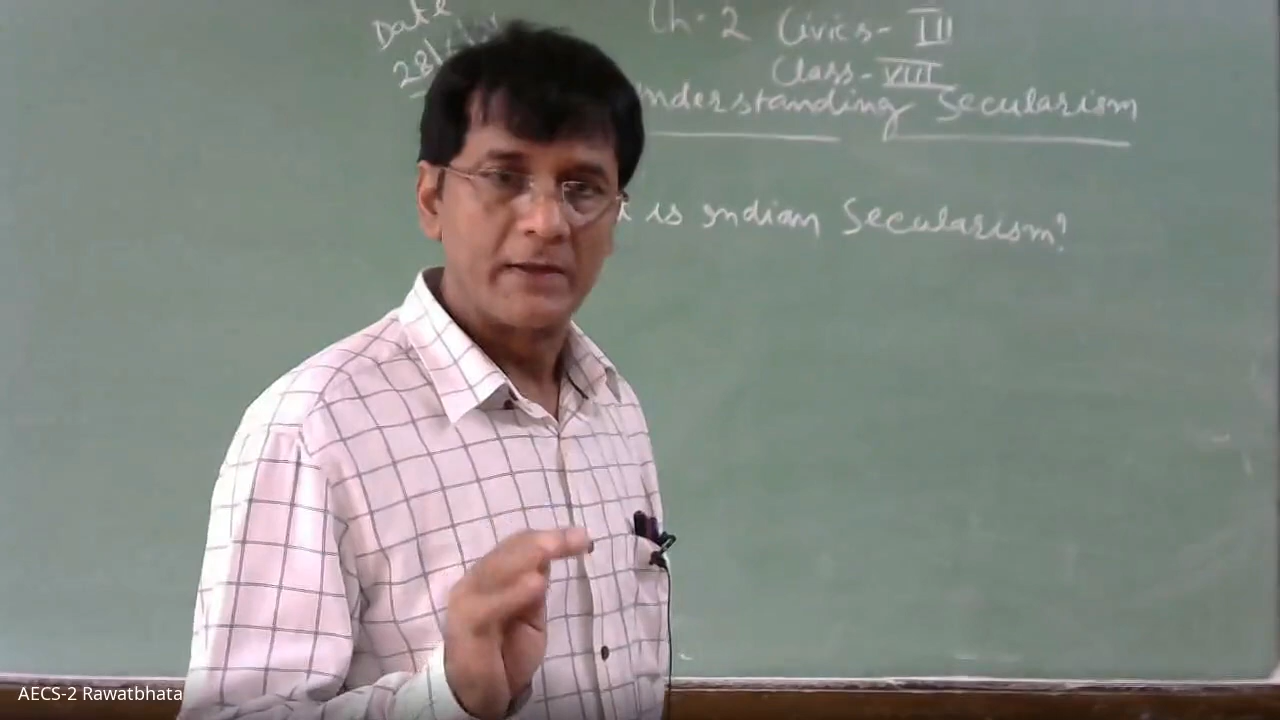 Date
Ch. 2 Civics - III
Class - VIII
nderstanding Secularism
is Indian Secularism?
AECS-2 Rawatbhata